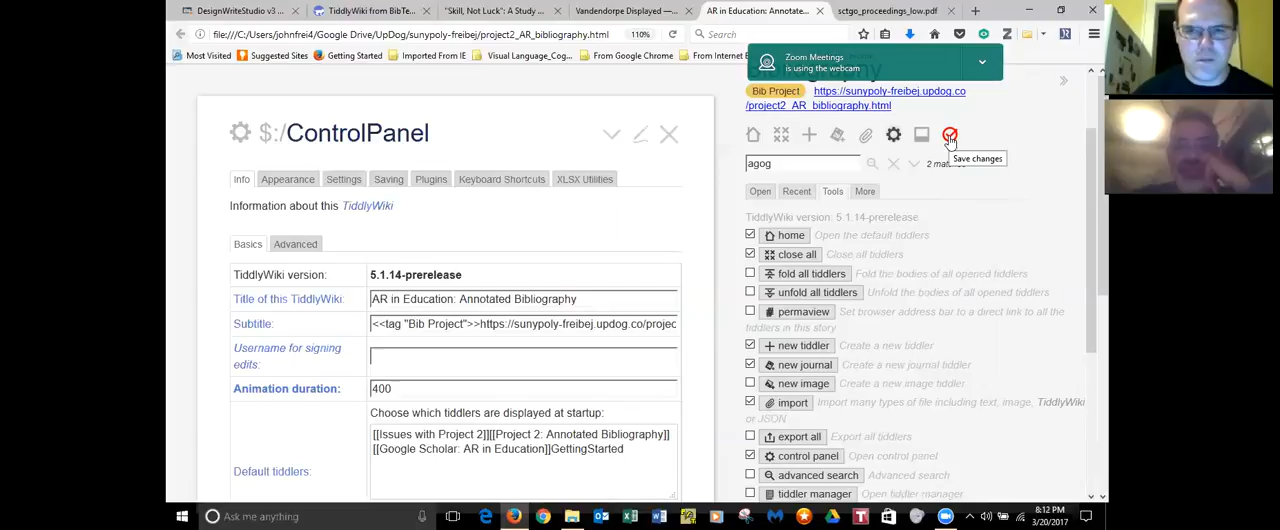 DesignWriteStudio v3
TiddlyWiki from BibTe
"Skill, Not Luck": A Study
Vandendorpe Displayed —
AR in Education: Annotate
sctgo_proceedings_low.pdf
file:///C:/Users/johnfrei4/Google Drive/UpDog/sunypoly-freibej/project2_AR_bibliography.html
110%
Search
Most Visited
Suggested Sites
Getting Started
Imported From IE
Visual_Language_Cog...
From Google Chrome
Computation
Zoom Meetings
is using the webcam
Bib Project
https://sunypoly-freibej.updog.co
/project2_AR_bibliography.html
Save changes
agog
Open
Recent
Tools
More
TiddlyWiki version: 5.1.14-prerelease
home Open the default tiddlers
close all Close all tiddlers
fold all tiddlers Fold the bodies of all opened tiddlers
unfold all tiddlers Unfold the bodies of all opened tiddlers
permaview Set browser address bar to a direct link to all the
tiddlers in this story
new tiddler Create a new tiddler
new journal Create a new journal tiddler
new image Create a new image tiddler
import Import many types of file including text, image, TiddlyWiki
or JSON
export all Export all tiddlers
control panel Open control panel
advanced search Advanced search
tiddler manager Open tiddler manager
$:/ControlPanel
Info
Appearance
Settings
Saving
Plugins
Keyboard Shortcuts
XLSX Utilities
Information about this TiddlyWiki
Basics
Advanced
TiddlyWiki version: 5.1.14-prerelease
Title of this TiddlyWiki: AR in Education: Annotated Bibliography
Subtitle: <<tag "Bib Project">>https://sunypoly-freibej.updog.co/projec
Username for signing
edits:
Animation duration: 400
Choose which tiddlers are displayed at startup:
[[Issues with Project 2]][[Project 2: Annotated Bibliography]]
[[Google Scholar: AR in Education]]GettingStarted
Default tiddlers:
Ask me anything
8:12 PM
3/20/2017